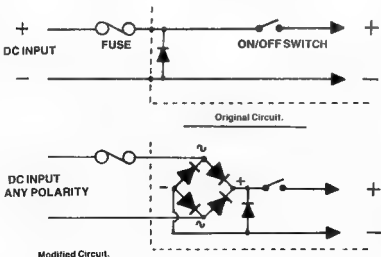 +
FUSE
ON/OFF SWITCH
+
DC INPUT
−
−
Original Circuit.
~
DC INPUT
ANY POLARITY
−
+
+
~
−
Modified Circuit.